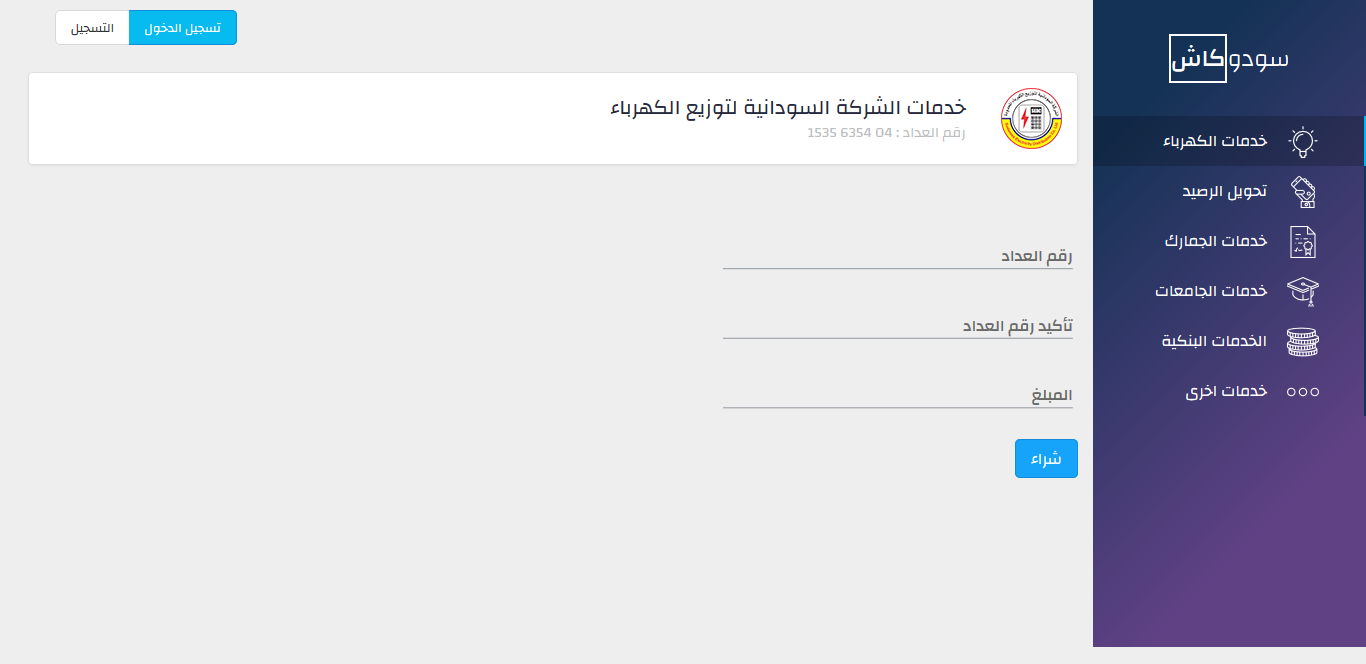 سودوكاش
خدمات الكهرباء
تحويل الرصيد
خدمات الجمارك
خدمات الجامعات
الخدمات البنكية
خدمات اخرى
تسجيل الدخول
التسجيل
خدمات الشركة السودانية لتوزيع الكهرباء
رقم العداد : 04 6354 1535
رقم العداد
تأكيد رقم العداد
المبلغ
شراء